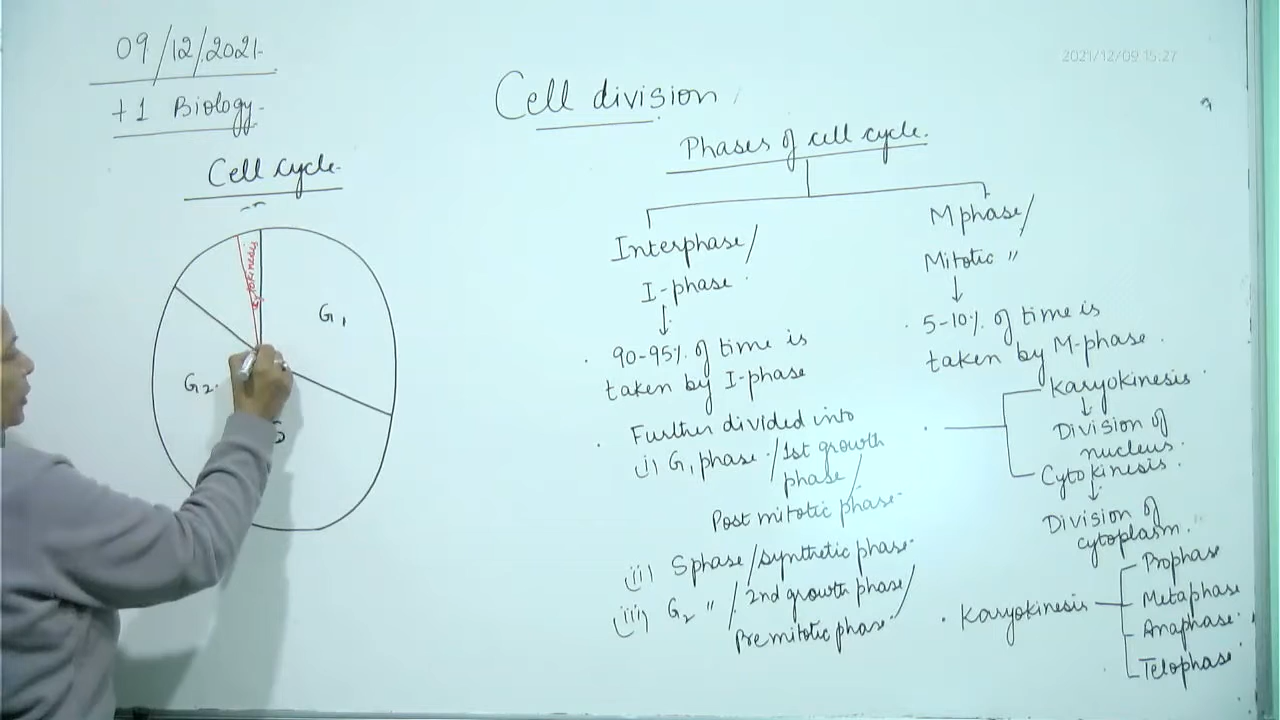 09/12/2021
+1 Biology
Cell cycle
Cytokinesis
G1
G2
S
2021/12/09 15:27
Cell division
Phases of cell cycle.
Interphase/
I-phase
90-95% of time is
taken by I-phase
Further divided into
(i) G1 phase /1st growth
phase/
Post mitotic phase
(ii) S phase/synthetic phase
(iii) G2 " / 2nd growth phase/
Premitotic phase
M phase/
Mitotic "
5-10% of time is
taken by M-phase.
Karyokinesis
Division of
nucleus.
Cytokinesis.
Division of
cytoplasm.
Karyokinesis
Prophase
Metaphase
Anaphase
Telophase